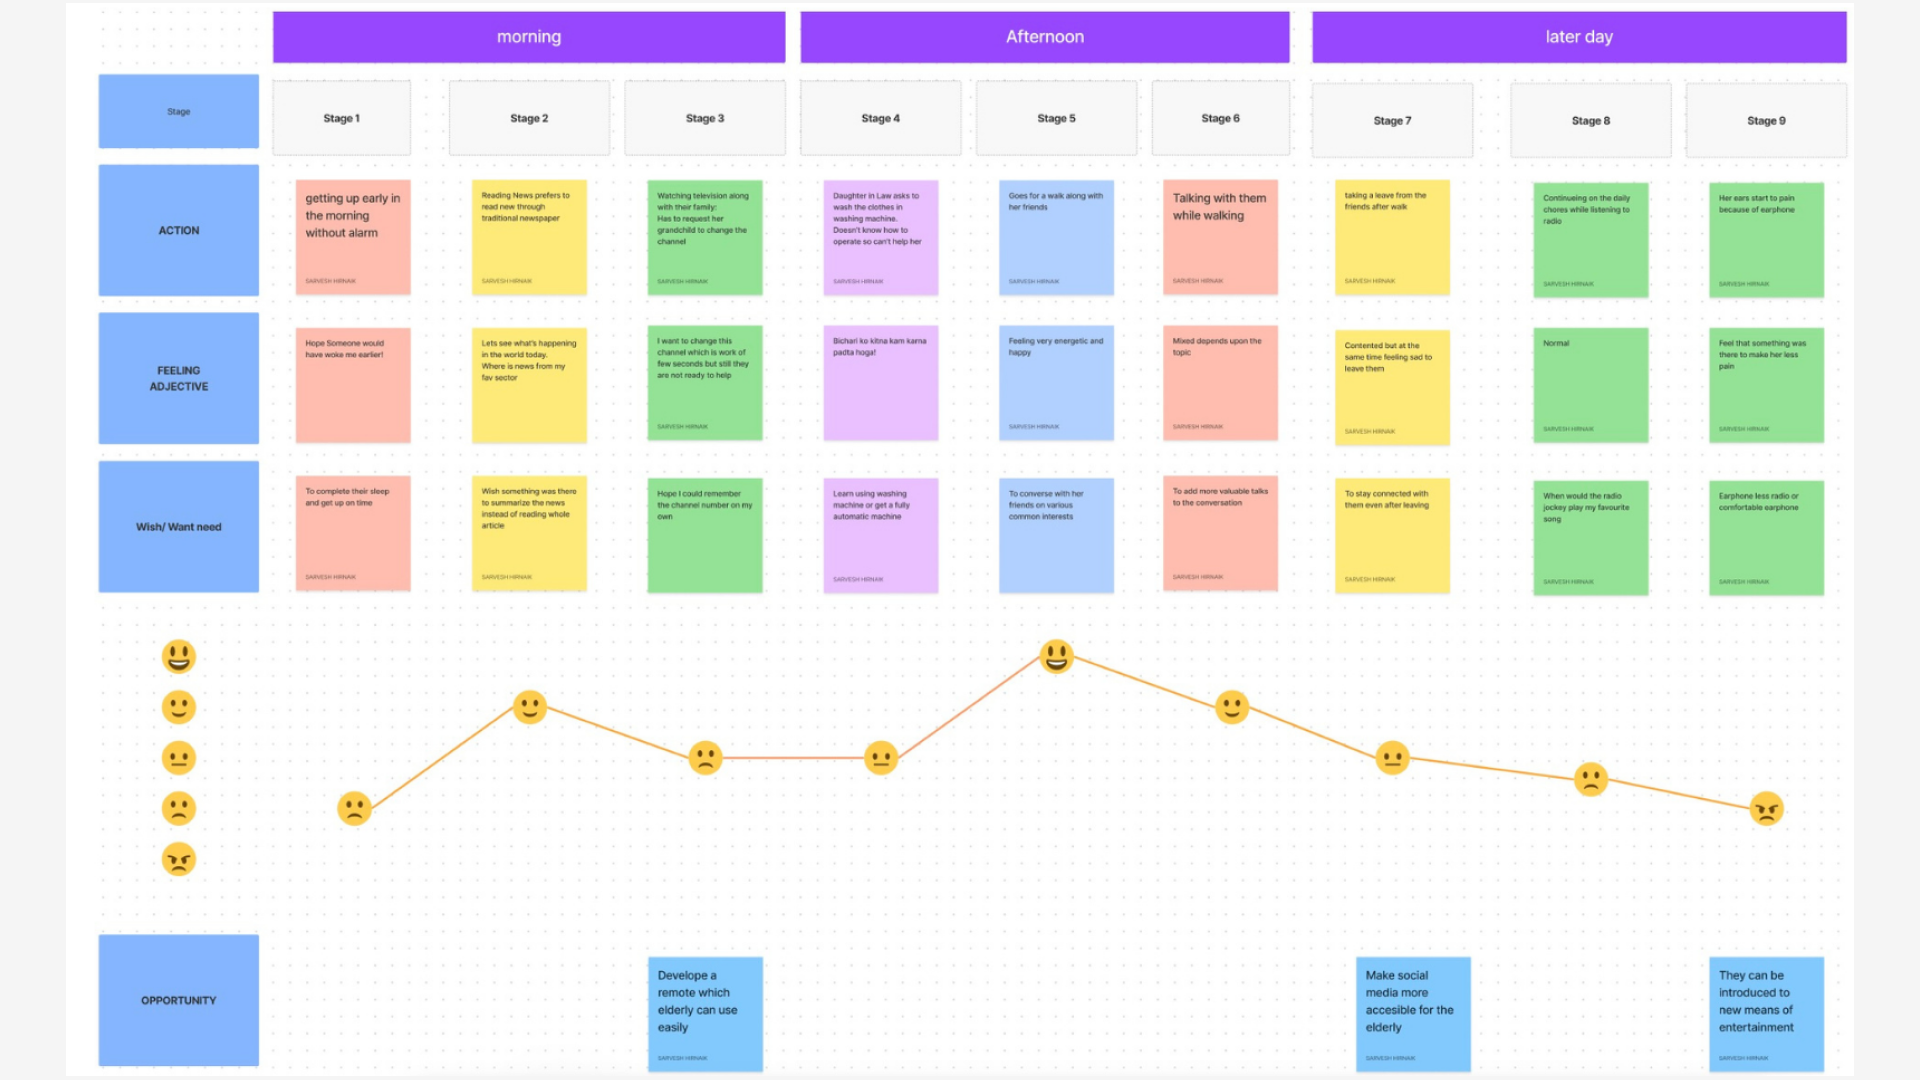 morning
Afternoon
later day
Stage
Stage 1
Stage 2
Stage 3
Stage 4
Stage 5
Stage 6
Stage 7
Stage 8
Stage 9
ACTION
getting up early in
the morning
without alarm
SARVESH HIRNAIK
Reading News prefers to
read new through
traditional newspaper
SARVESH HIRNAIK
Watching television along
with their family:
Has to request her
grandchild to change the
channel
SARVESH HIRNAIK
Daughter in Law asks to
wash the clothes in
washing machine.
Doesn't know how to
operate so can't help her
SARVESH HIRNAIK
Goes for a walk along with
her friends
SARVESH HIRNAIK
Talking with them
while walking
SARVESH HIRNAIK
taking a leave from the
friends after walk
SARVESH HIRNAIK
Continueing on the daily
chores while listening to
radio
SARVESH HIRNAIK
Her ears start to pain
because of earphone
SARVESH HIRNAIK
FEELING
ADJECTIVE
Hope Someone would
have woke me earlier!
Lets see what's happening
in the world today.
Where is news from my
fav sector
I want to change this
channel which is work of
few seconds but still they
are not ready to help
SARVESH HIRNAIK
Bichari ko kitna kam karna
padta hoga!
Feeling very energetic and
happy
SARVESH HIRNAIK
Mixed depends upon the
topic
SARVESH HIRNAIK
Contented but at the
same time feeling sad to
leave them
SARVESH HIRNAIK
Normal
SARVESH HIRNAIK
Feel that something was
there to make her less
pain
SARVESH HIRNAIK
Wish/ Want need
To complete their sleep
and get up on time
SARVESH HIRNAIK
Wish something was there
to summarize the news
instead of reading whole
article
SARVESH HIRNAIK
Hope I could remember
the channel number on my
own
Learn using washing
machine or get a fully
automatic machine
SARVESH HIRNAIK
To converse with her
friends on various
common interests
To add more valuable talks
to the conversation
SARVESH HIRNAIK
To stay connected with
them even after leaving
SARVESH HIRNAIK
When would the radio
jockey play my favourite
song
SARVESH HIRNAIK
Earphone less radio or
comfortable earphone
SARVESH HIRNAIK
OPPORTUNITY
Develope a
remote which
elderly can use
easily
SARVESH HIRNAIK
Make social
media more
accesible for the
elderly
SARVESH HIRNAIK
They can be
introduced to
new means of
entertainment
SARVESH HIRNAIK